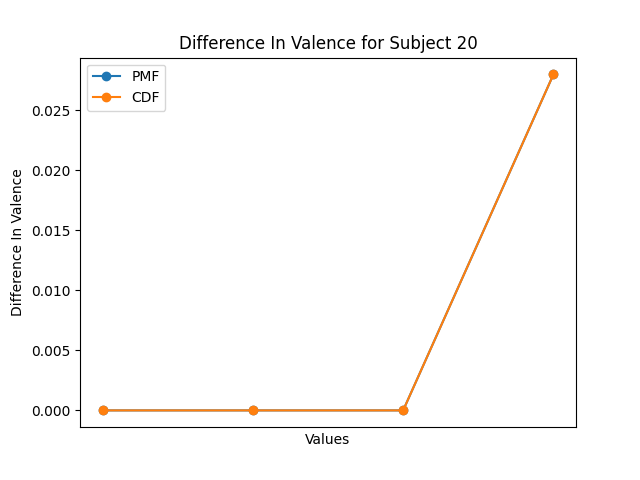 Difference In Valence for Subject 20
PMF
CDF
0.025
0.020
0.015
0.010
0.005
0.000
Difference In Valence
Values